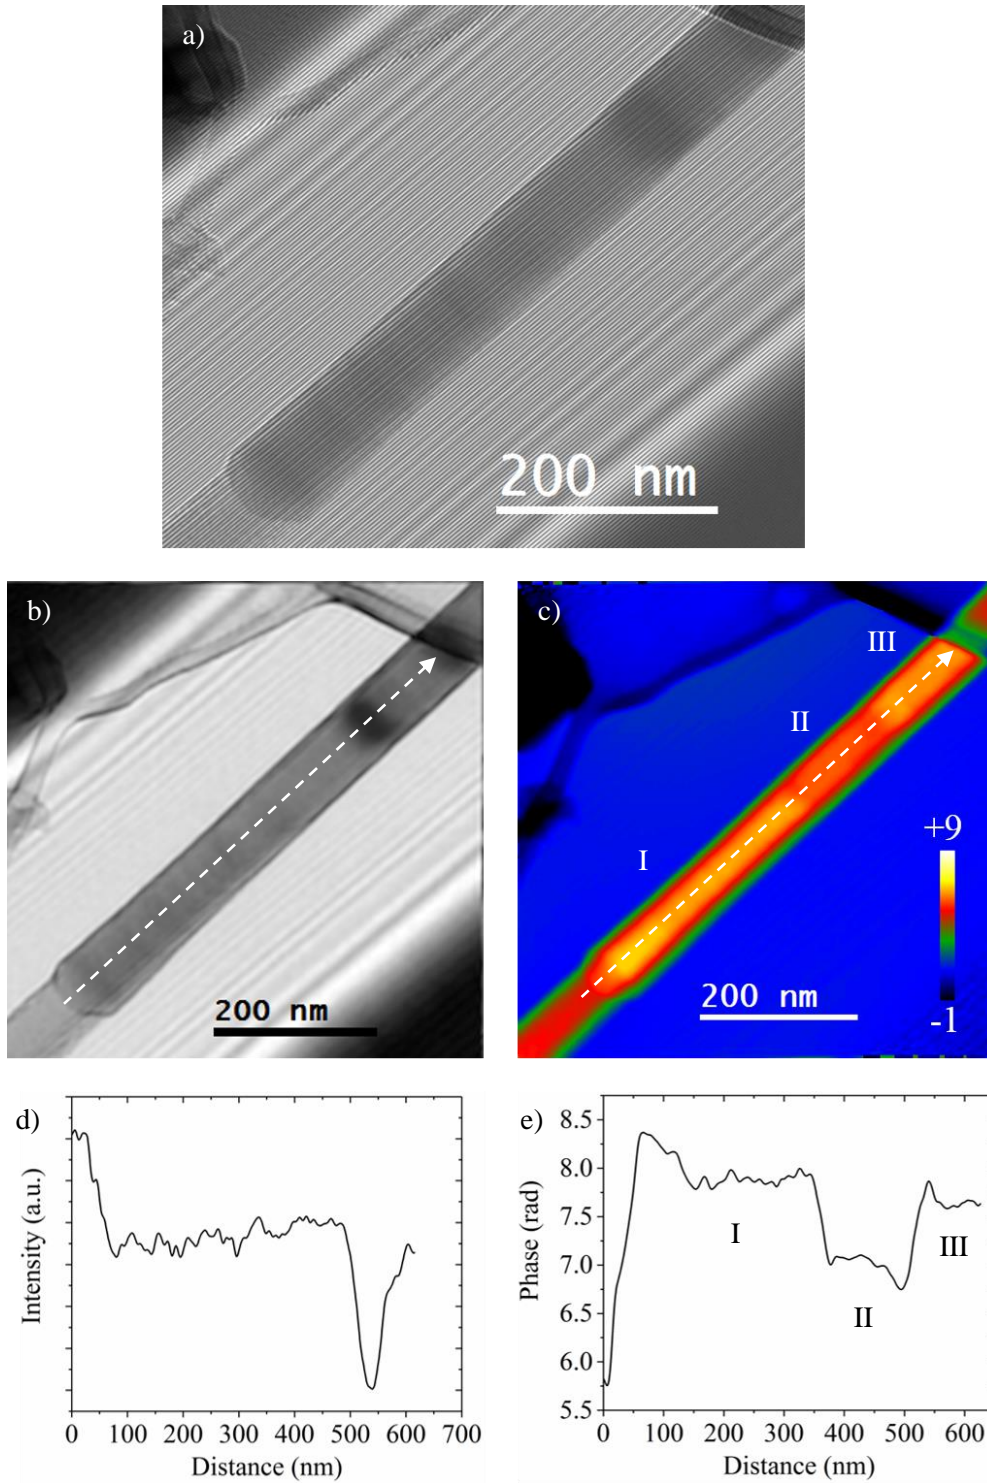 a)
200 nm
b)
200 nm
c)
III
II
I
+9
-1
200 nm
d)
Intensity (a.u.)
0 100 200 300 400 500 600 700
Distance (nm)
e)
8.5
8.0
7.5
7.0
6.5
6.0
5.5
Phase (rad)
I
II
III
0 100 200 300 400 500 600
Distance (nm)